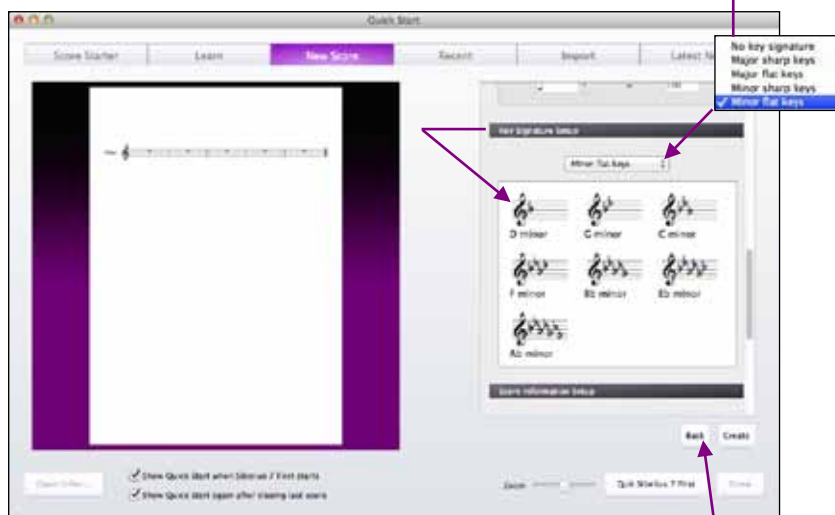 Quick Start
Score Starter
Learn
New Score
Recent
Import
Latest
No key signature
Major sharp keys
Major flat keys
Minor sharp keys
✓ Minor flat keys
Key Signature Setup
Minor flat keys
D minor
G minor
C minor
F minor
Bb minor
Eb minor
Ab minor
Score Information Setup
Back
Create
Show Quick Start when Sibelius 7 First starts
Show Quick Start again after closing last score
Zoom
Quit Sibelius 7 First